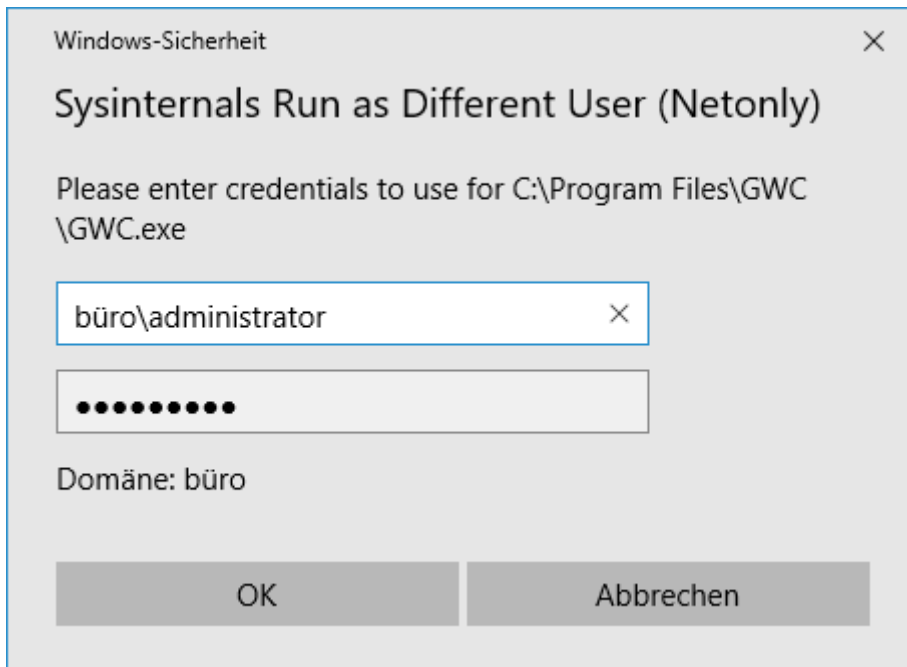 Windows-Sicherheit
Sysinternals Run as Different User (Netonly)
Please enter credentials to use for C:\Program Files\GWC
\GWC.exe
büro\administrator
●●●●●●●●●
Domäne: büro
OK
Abbrechen